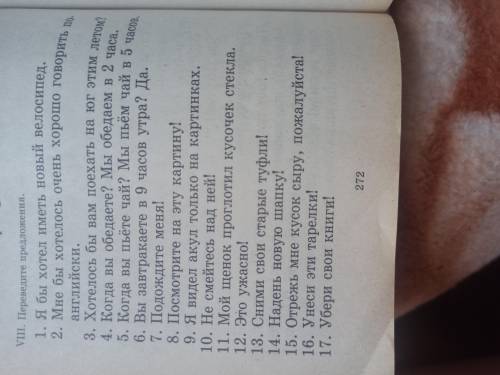 VIII. Переведите предложения.
1. Я бы хотел иметь новый велосипед.
2. Мне бы хотелось очень хорошо говорить по-
английски.
3. Хотелось бы вам поехать на юг этим летом?
4. Когда вы обедаете? Мы обедаем в 2 часа.
5. Когда вы пьёте чай? Мы пьём чай в 5 часов.
6. Вы завтракаете в 9 часов утра? Да.
7. Подождите меня!
8. Посмотрите на эту картину!
9. Я видел акул только на картинках.
10. Не смейтесь над ней!
11. Мой щенок проглотил кусочек стекла.
12. Это ужасно!
13. Сними свои старые туфли!
14. Надень новую шапку!
15. Отрежь мне кусок сыру, пожалуйста!
16. Унеси эти тарелки!
17. Убери свои книги!
272